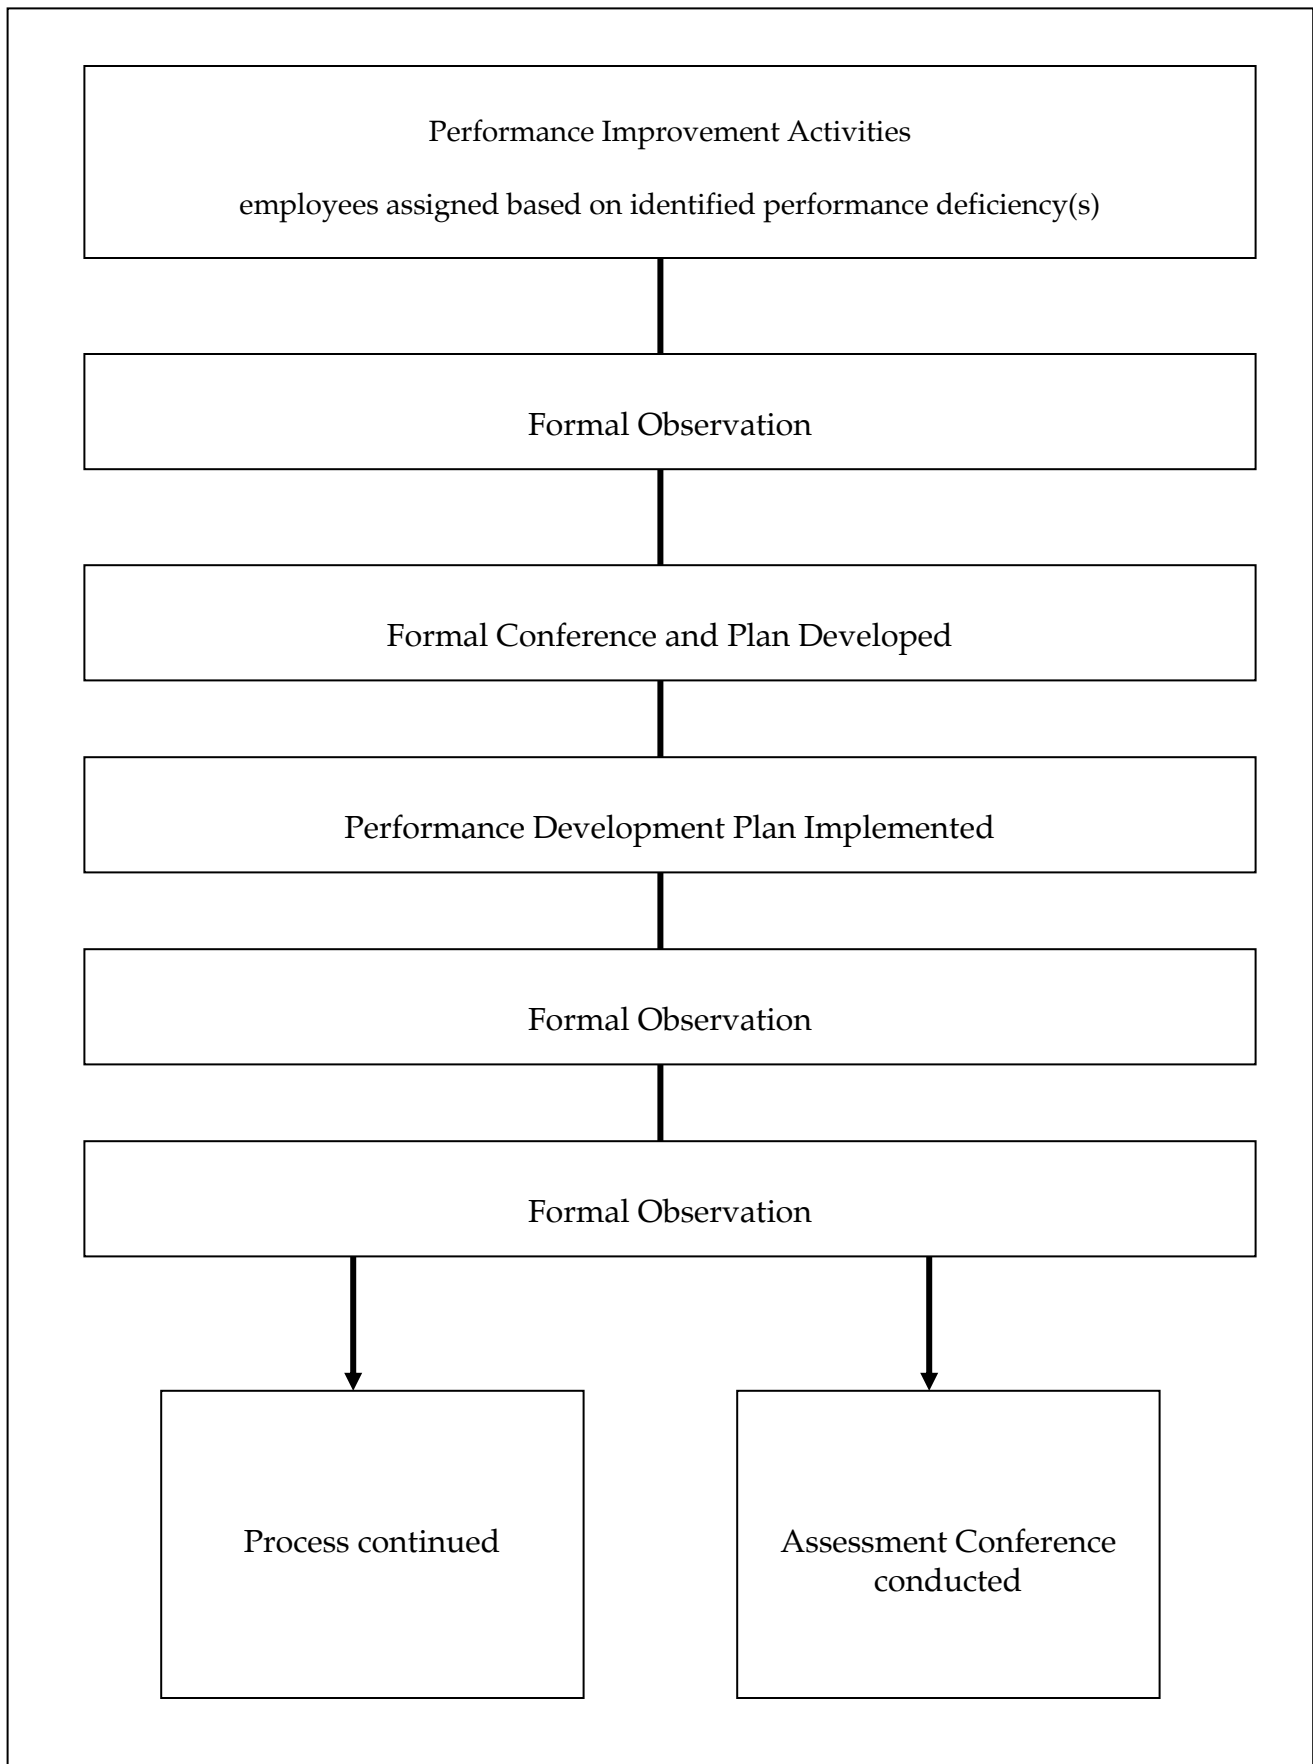 Performance Improvement Activities
employees assigned based on identified performance deficiency(s)
Formal Observation
Formal Conference and Plan Developed
Performance Development Plan Implemented
Formal Observation
Formal Observation
Process continued
Assessment Conference
conducted